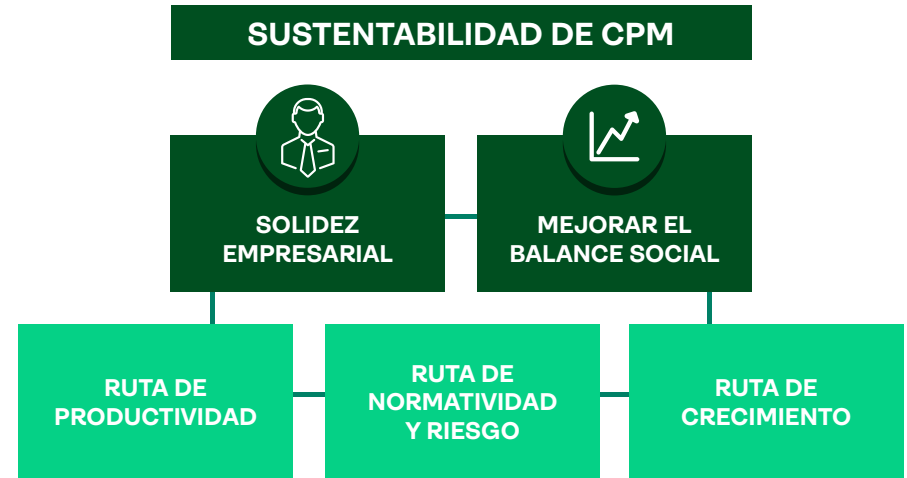 SUSTENTABILIDAD DE CPM
SOLIDEZ
EMPRESARIAL
MEJORAR EL
BALANCE SOCIAL
RUTA DE
PRODUCTIVIDAD
RUTA DE
NORMATIVIDAD
Y RIESGO
RUTA DE
CRECIMIENTO